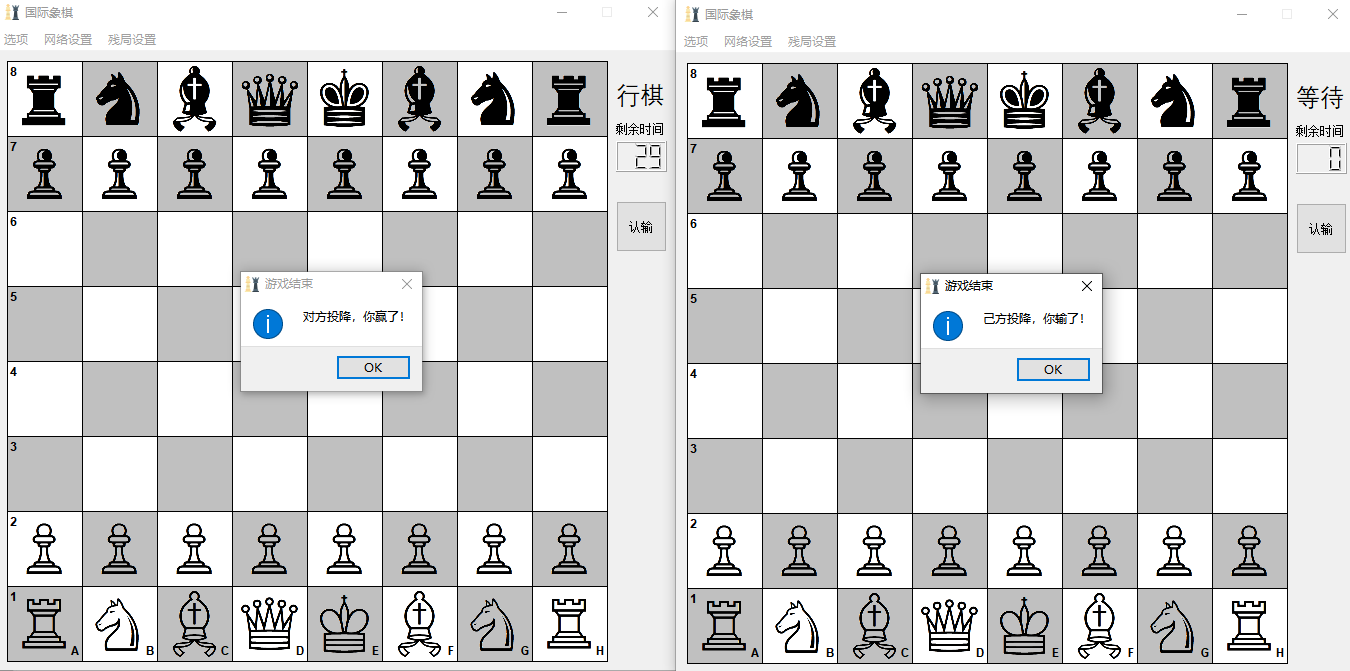 国际象棋
选项 网络设置 残局设置
8
7
6
5
4
3
2
1
A B C D E F G H
行棋
剩余时间
29
认输
游戏结束
对方投降，你赢了！
OK
国际象棋
选项 网络设置 残局设置
8
7
6
5
4
3
2
1
A B C D E F G H
等待
剩余时间
0
认输
游戏结束
己方投降，你输了！
OK